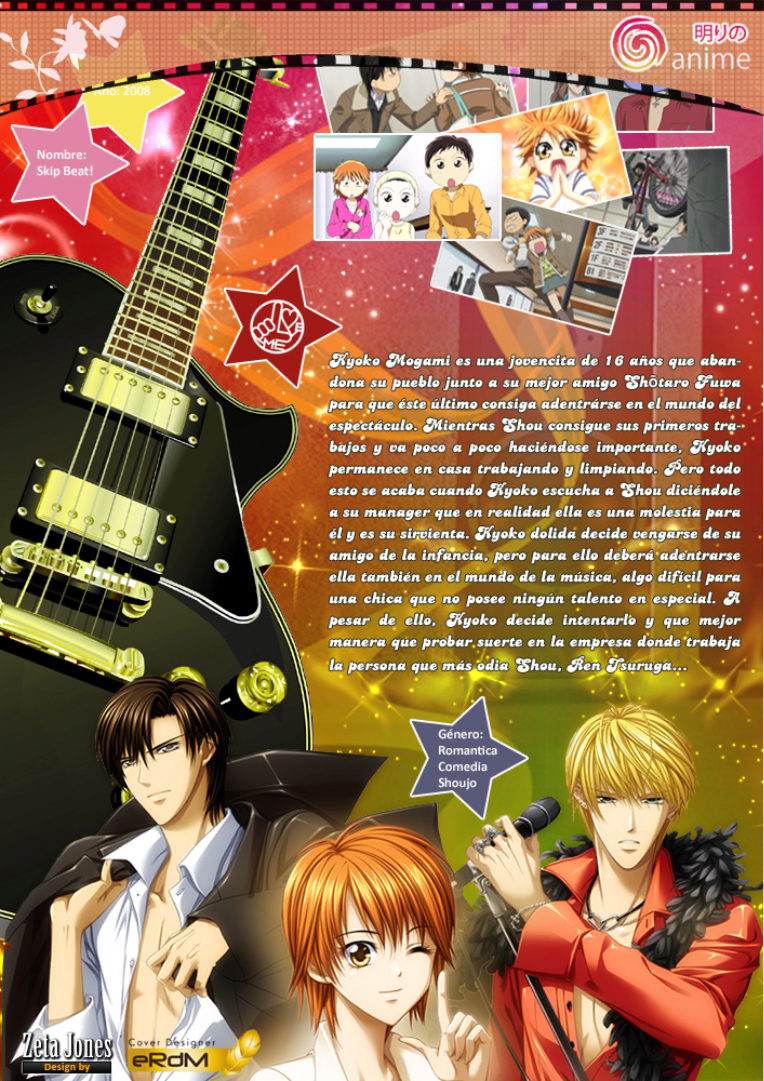 明りの
anime
Año: 2008
Nombre:
Skip Beat!
LOVE
ME
Kyoko Mogami es una jovencita de 16 años que aban-
dona su pueblo junto a su mejor amigo Shōtaro Fuwa
para que éste último consiga adentrárse en el mundo del
espectáculo. Mientras Shou consigue sus primeros tra-
bajos y va poco a poco haciéndose importante, Kyoko
permanece en casa trabajando y limpiando. Pero todo
esto se acaba cuando Kyoko escucha a Shou diciéndole
a su manager que en realidad ella es una molestia para
él y es su sirvienta. Kyoko dolida decide vengarse de su
amigo de la infancia, pero para ello deberá adentrarse
ella también en el mundo de la música, algo difícil para
una chica que no posee ningún talento en especial. A
pesar de ello, Kyoko decide intentarlo y que mejor
manera que probar suerte en la empresa donde trabaja
la persona que más odia Shou, Ren Tsuruga...
Género:
Romantica
Comedia
Shoujo
Zeta Jones
Design by
Cover Designer
eRdM